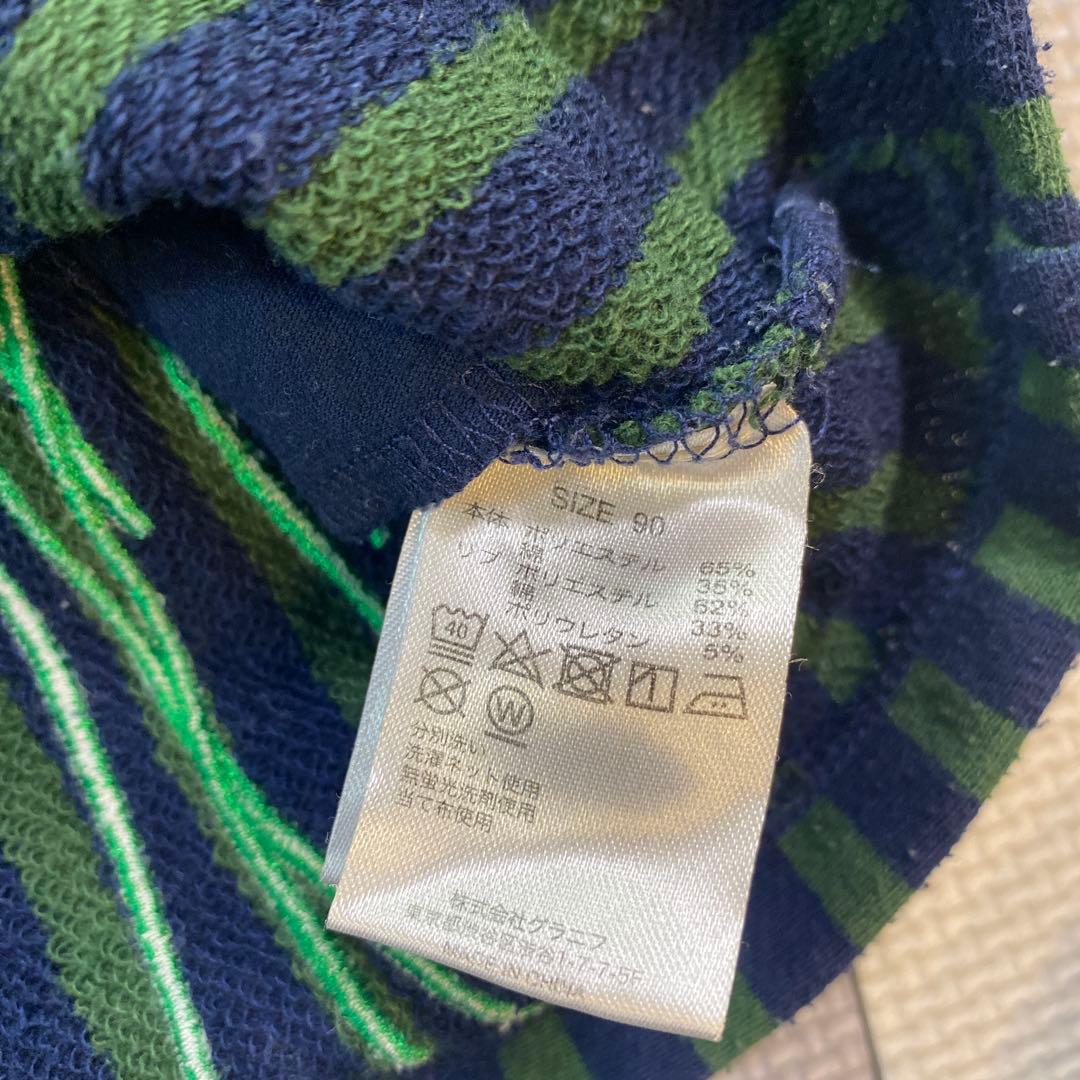 SIZE 90
本体 ポリエステル 65%
綿 35%
リブ ポリエステル 62%
綿 33%
ポリウレタン 5%
40
W
分別洗い
洗濯ネット使用
無蛍光洗剤使用
当て布使用
株式会社グラニフ
MADE IN CHINA